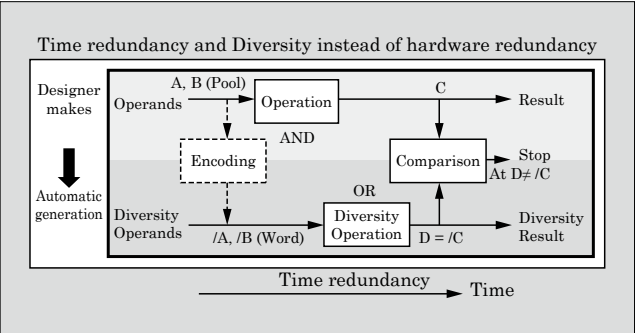 Time redundancy and Diversity instead of hardware redundancy
Designer
makes
Automatic
generation
A, B (Pool)
Operands
Operation
C
Result
AND
Encoding
Comparison
Stop
At D≠ /C
OR
Diversity
Operands
/A, /B (Word)
Diversity
Operation
D = /C
Diversity
Result
Time redundancy
Time